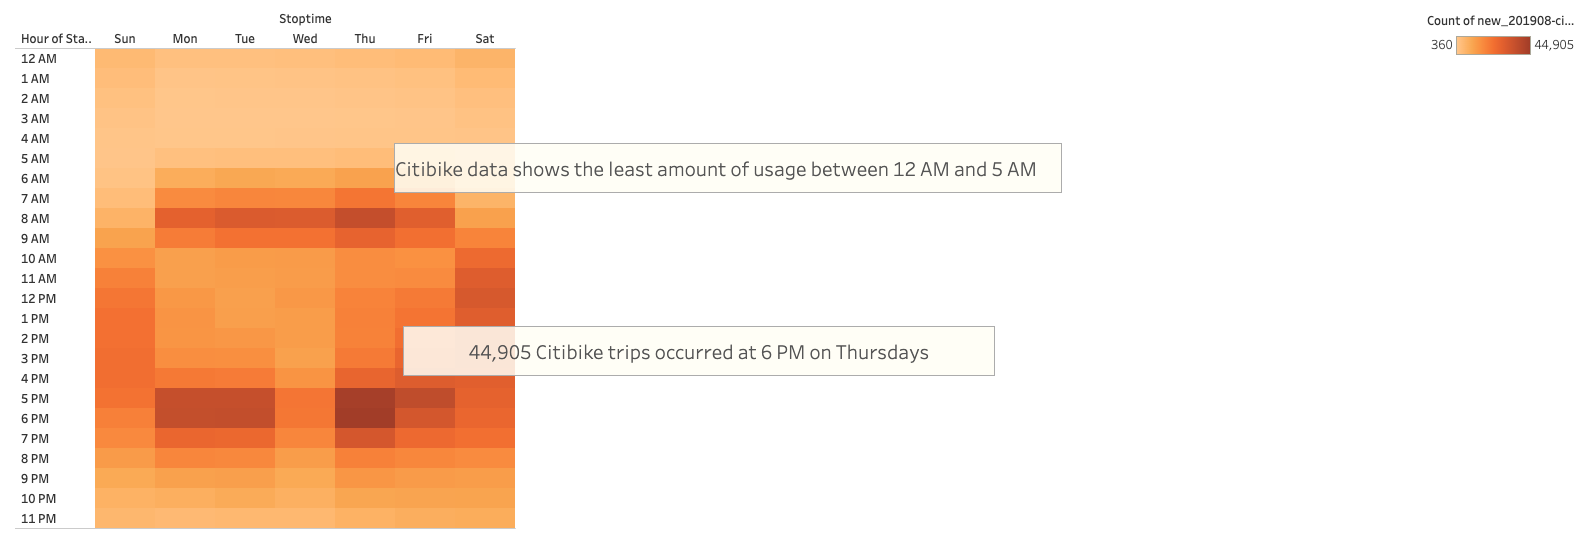 Stoptime
Count of new_201908-ci...
Hour of Sta.. Sun Mon Tue Wed Thu Fri Sat
360 44,905
12 AM
1 AM
2 AM
3 AM
4 AM
5 AM
Citibike data shows the least amount of usage between 12 AM and 5 AM
6 AM
7 AM
8 AM
9 AM
10 AM
11 AM
12 PM
1 PM
2 PM
44,905 Citibike trips occurred at 6 PM on Thursdays
3 PM
4 PM
5 PM
6 PM
7 PM
8 PM
9 PM
10 PM
11 PM